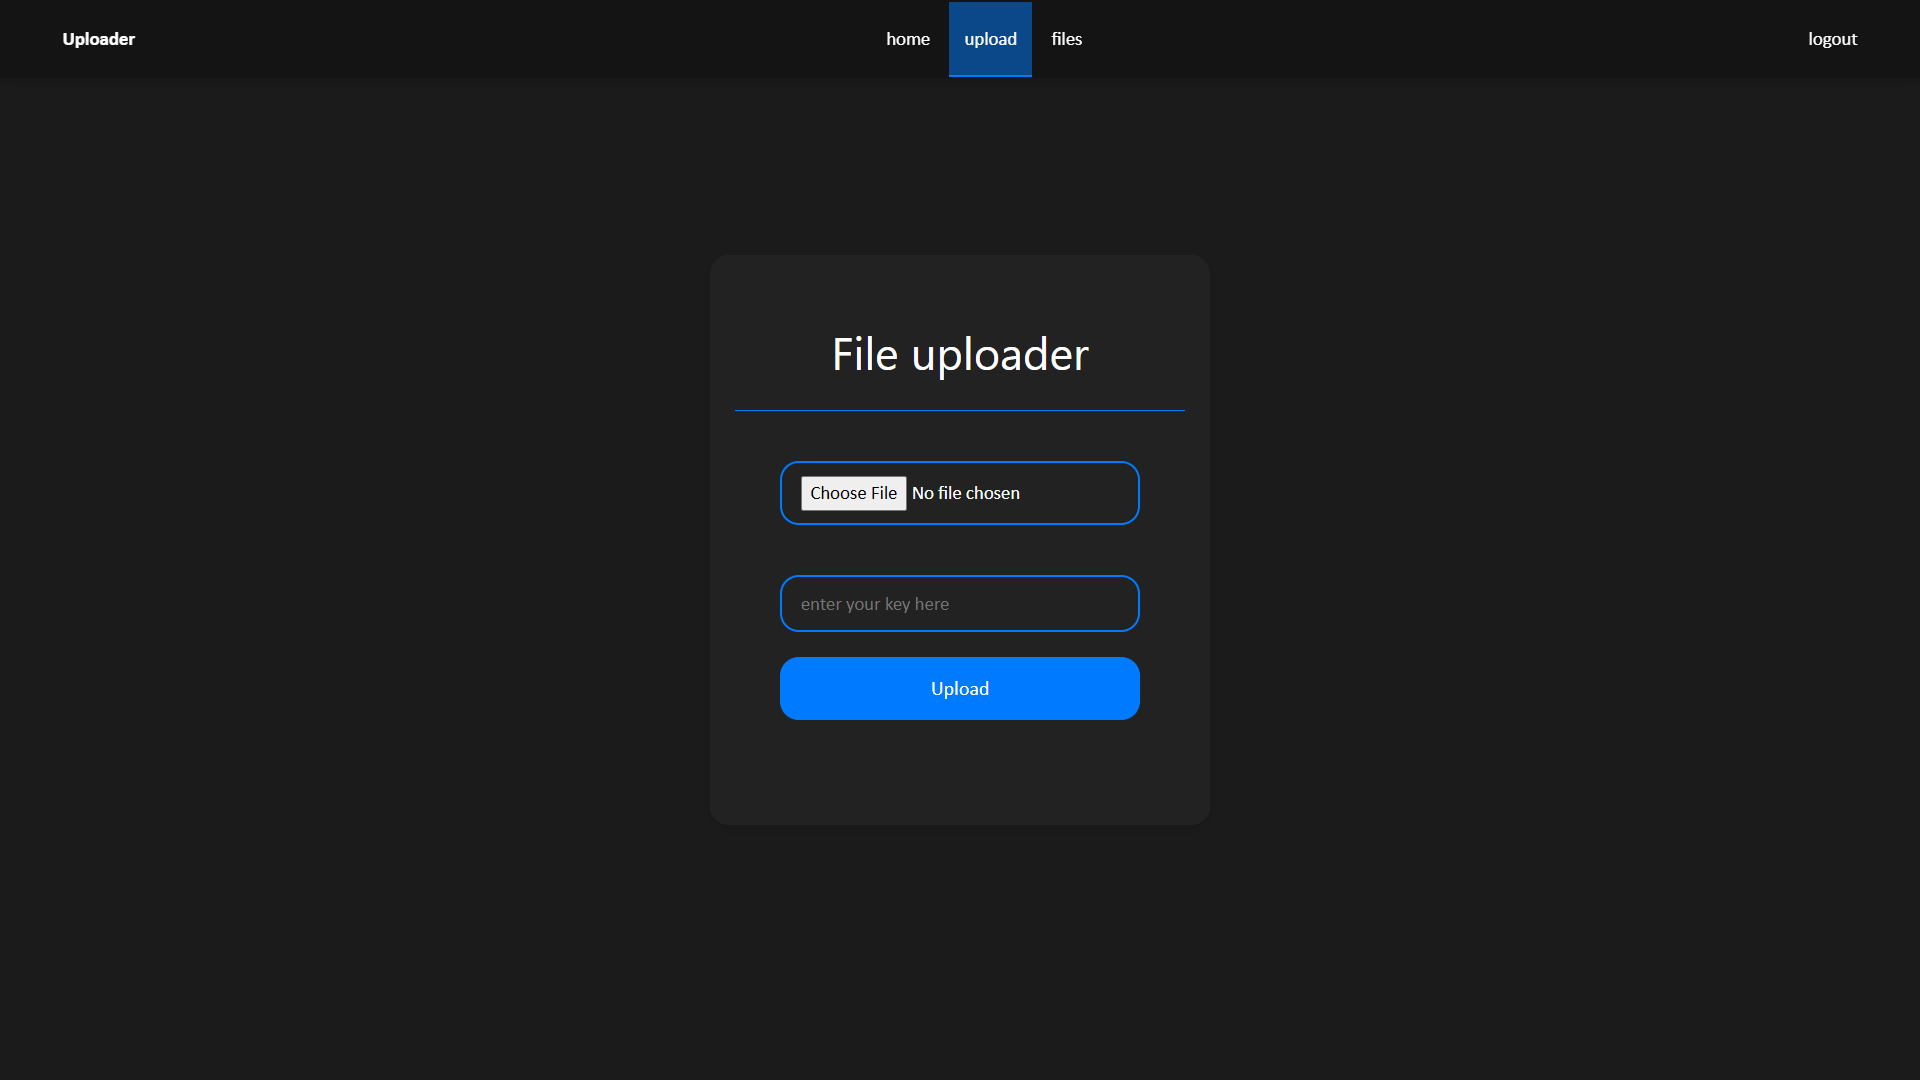 Uploader
home
upload
files
logout
File uploader
Choose File No file chosen
enter your key here
Upload